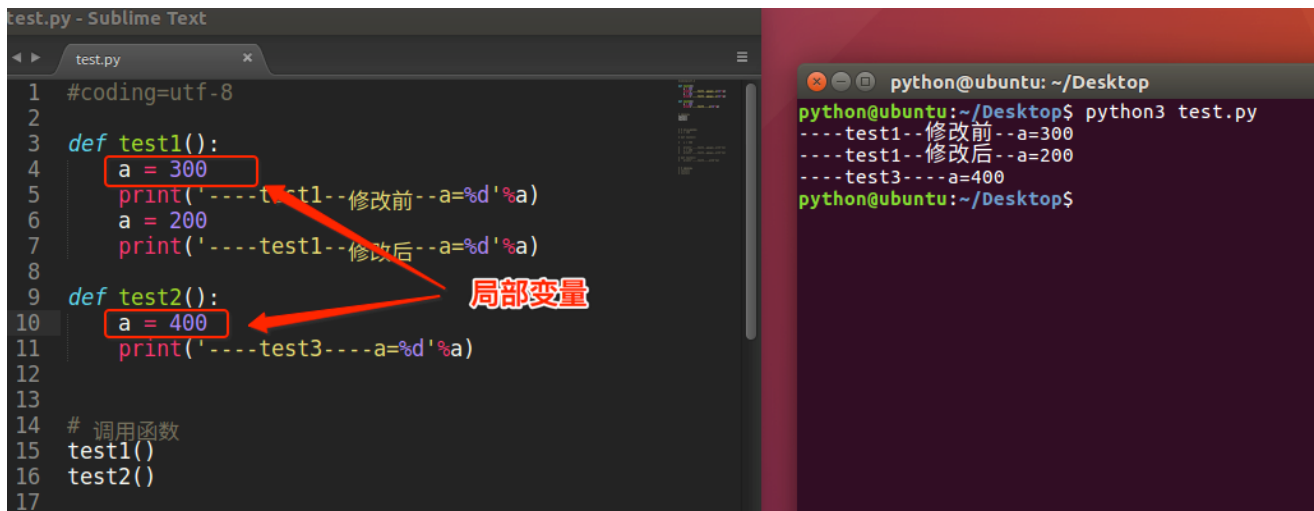 test.py - Sublime Text
test.py
1 #coding=utf-8
2
3 def test1():
4 a = 300
5 print('----test1--修改前--a=%d'%a)
6 a = 200
7 print('----test1--修改后--a=%d'%a)
8
9 def test2():
10 a = 400
11 print('----test3----a=%d'%a)
12
13
14 # 调用函数
15 test1()
16 test2()
17
局部变量
python@ubuntu: ~/Desktop
python@ubuntu:~/Desktop$ python3 test.py
----test1--修改前--a=300
----test1--修改后--a=200
----test3----a=400
python@ubuntu:~/Desktop$